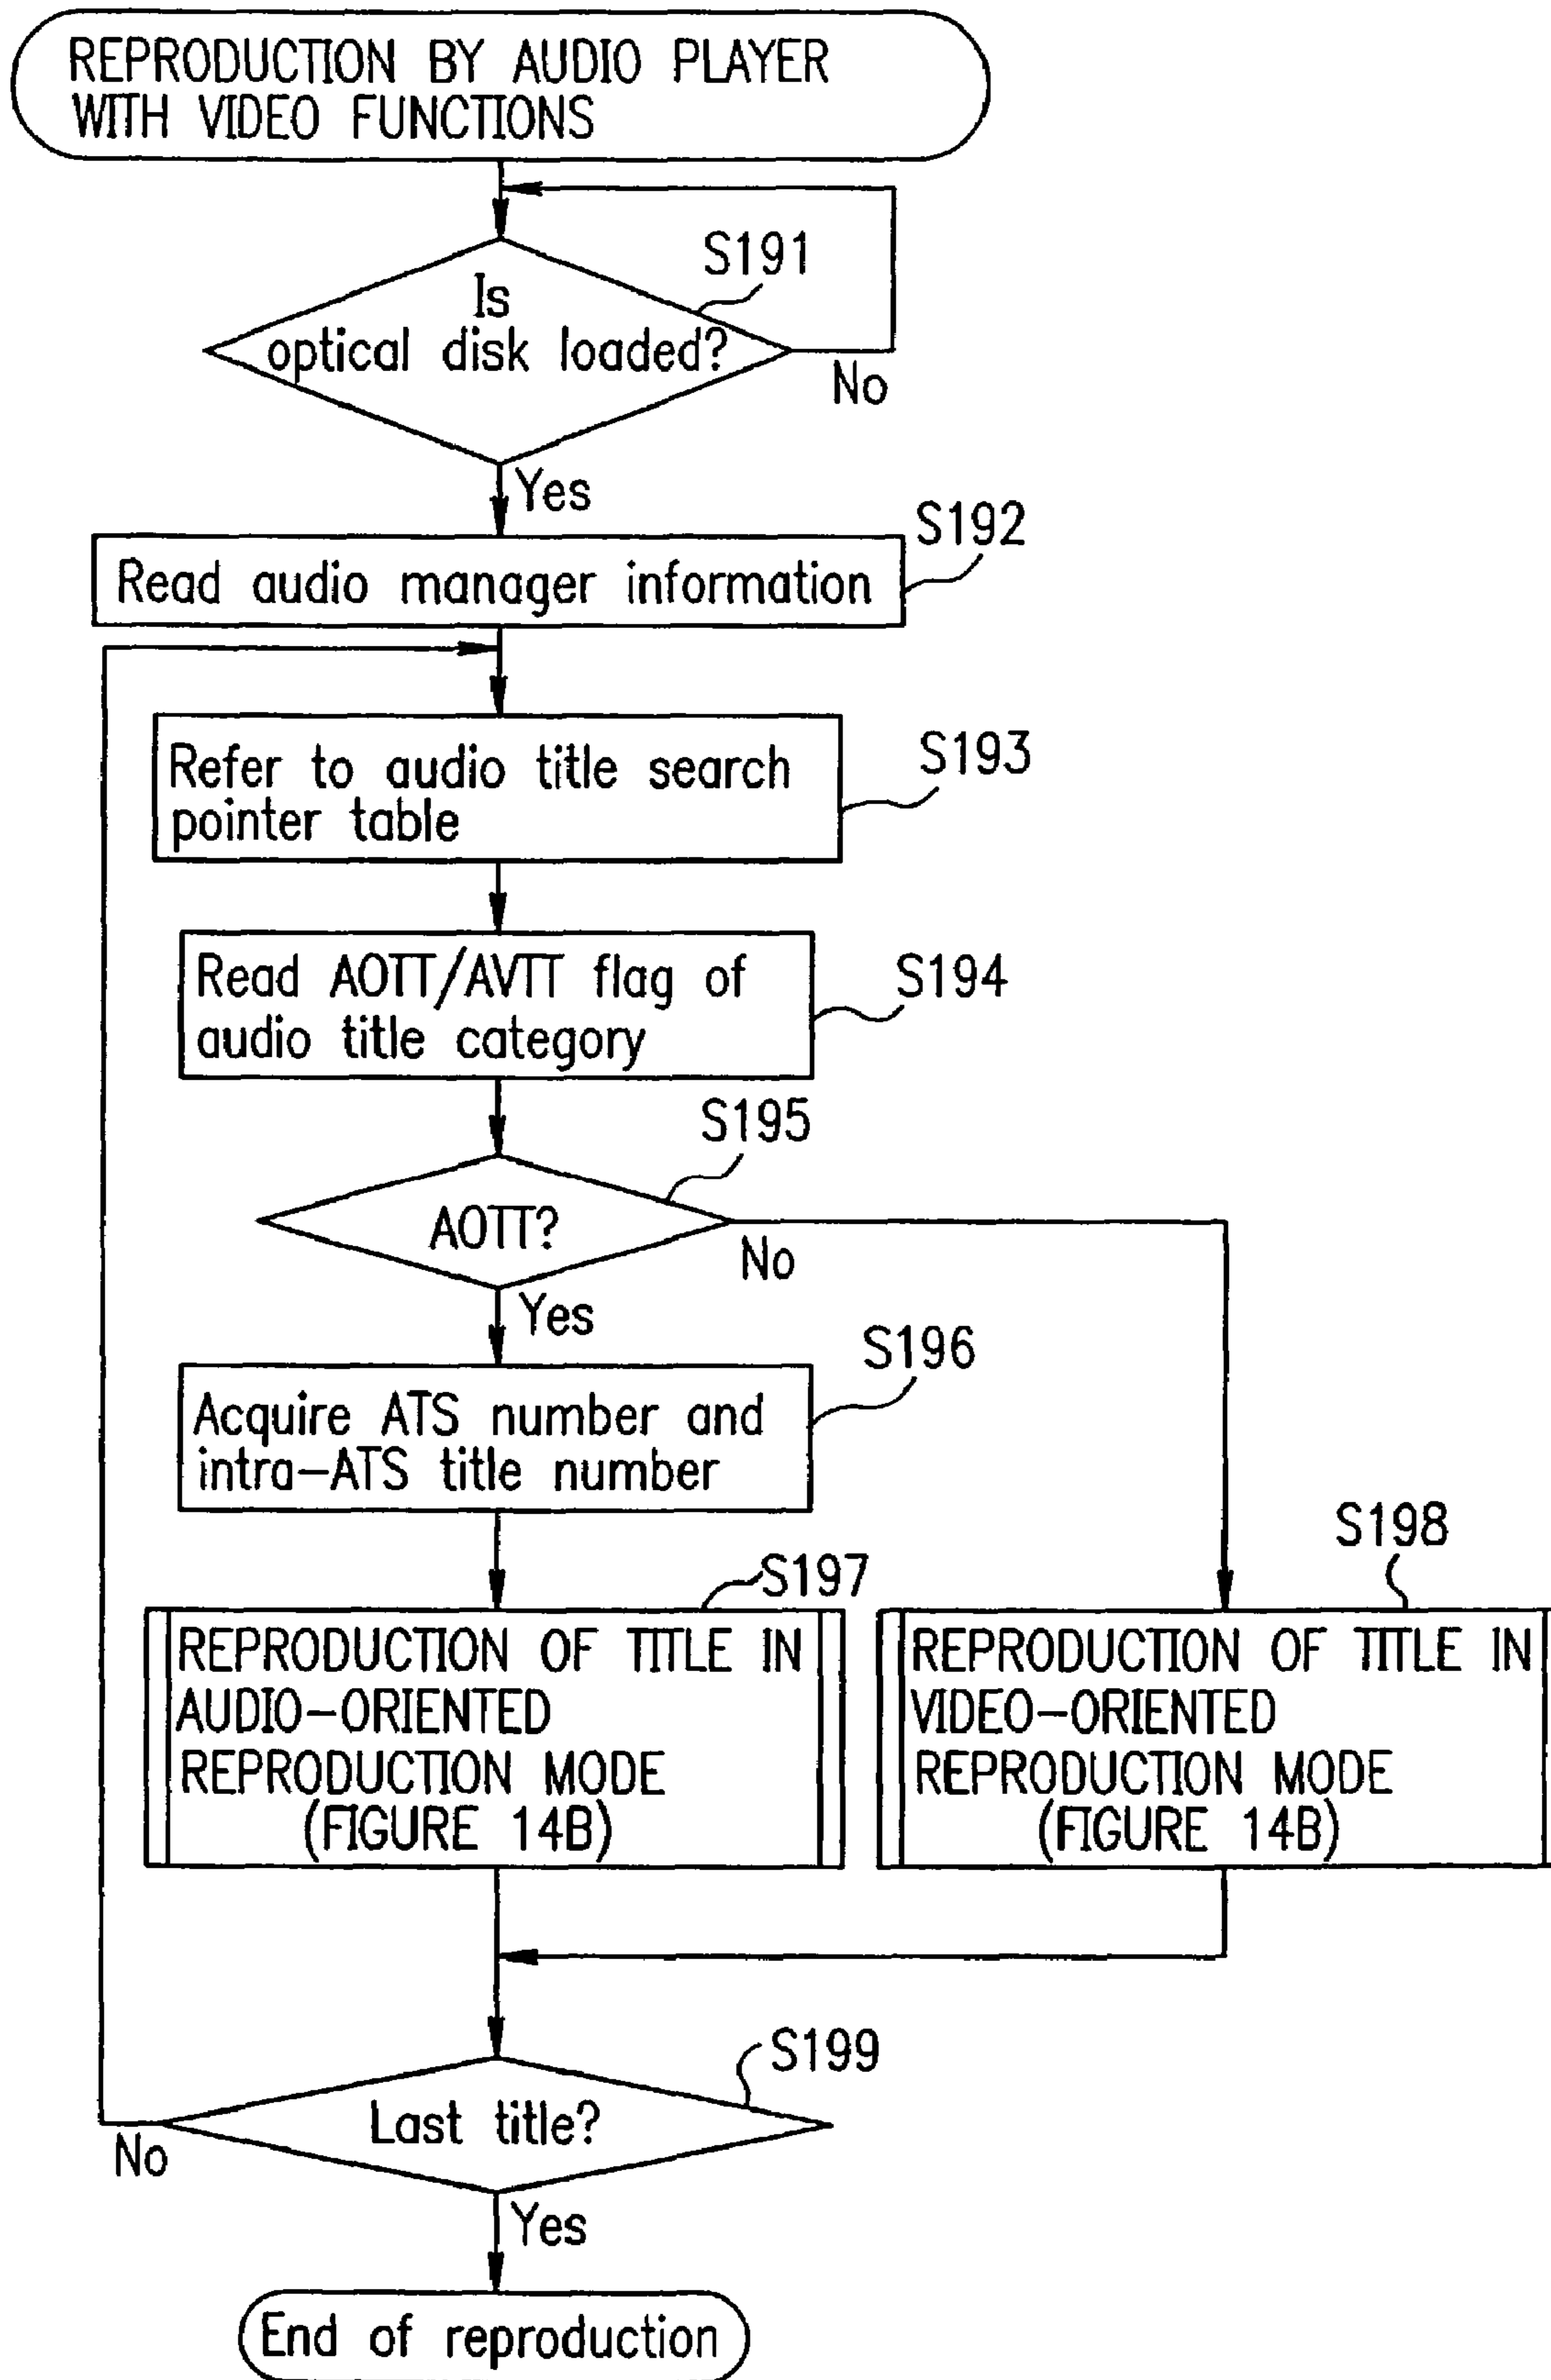 REPRODUCTION BY AUDIO PLAYER
WITH VIDEO FUNCTIONS
S191
Is
optical disk loaded?
No
Yes
S192
Read audio manager information
S193
Refer to audio title search
pointer table
S194
Read AOTT/AVTT flag of
audio title category
S195
AOTT?
No
Yes
S196
Acquire ATS number and
intra-ATS title number
S197
REPRODUCTION OF TITLE IN
AUDIO-ORIENTED
REPRODUCTION MODE
(FIGURE 14B)
S198
REPRODUCTION OF TITLE IN
VIDEO-ORIENTED
REPRODUCTION MODE
(FIGURE 14B)
S199
Last title?
No
Yes
End of reproduction